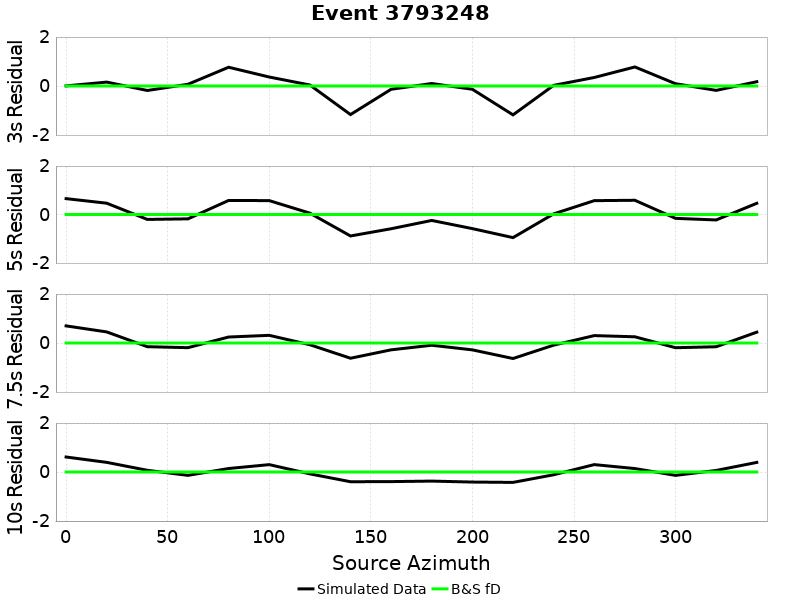 Event 3793248
3s Residual
2
0
-2
5s Residual
2
0
-2
7.5s Residual
2
0
-2
10s Residual
2
0
-2
0 50 100 150 200 250 300
Source Azimuth
Simulated Data B&S fD